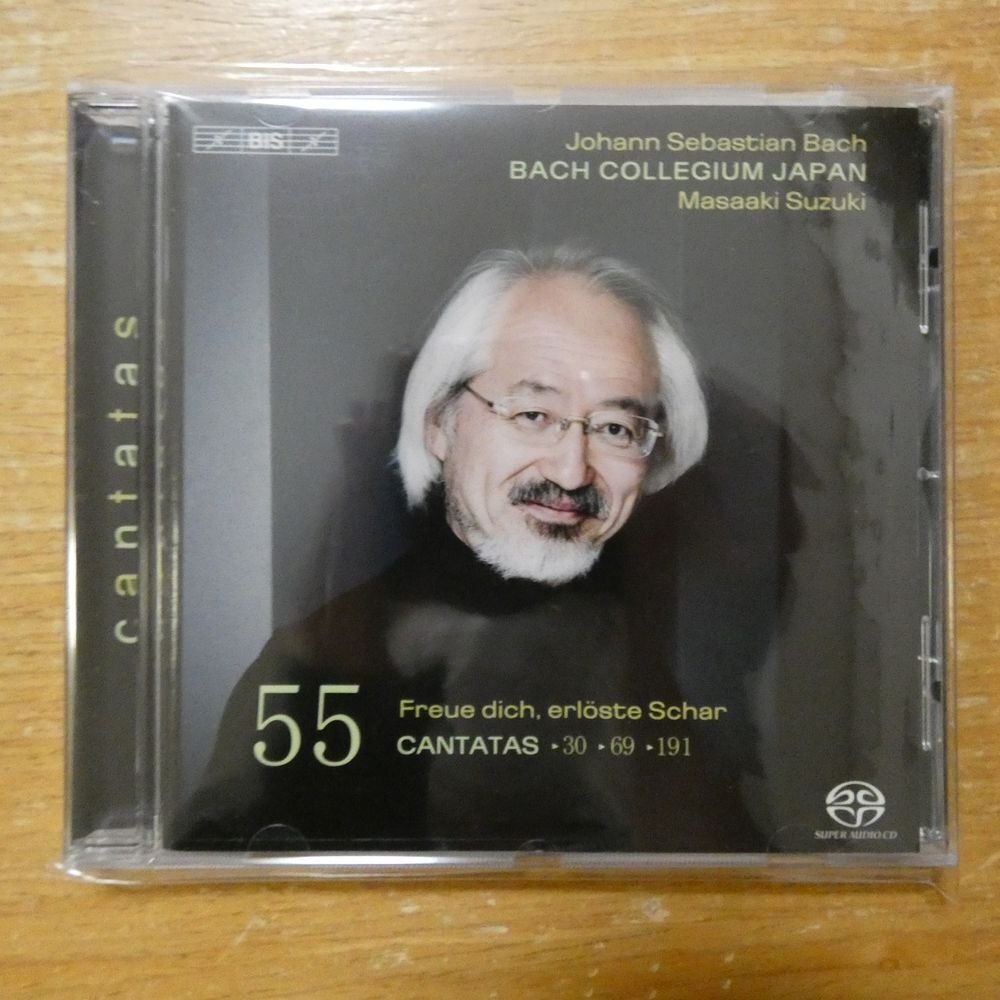 cantatas
BIS
Johann Sebastian Bach
BACH COLLEGIUM JAPAN
Masaaki Suzuki
55
Freue dich, erlöste Schar
CANTATAS ▸30 ▸69 ▸191
SUPER AUDIO CD